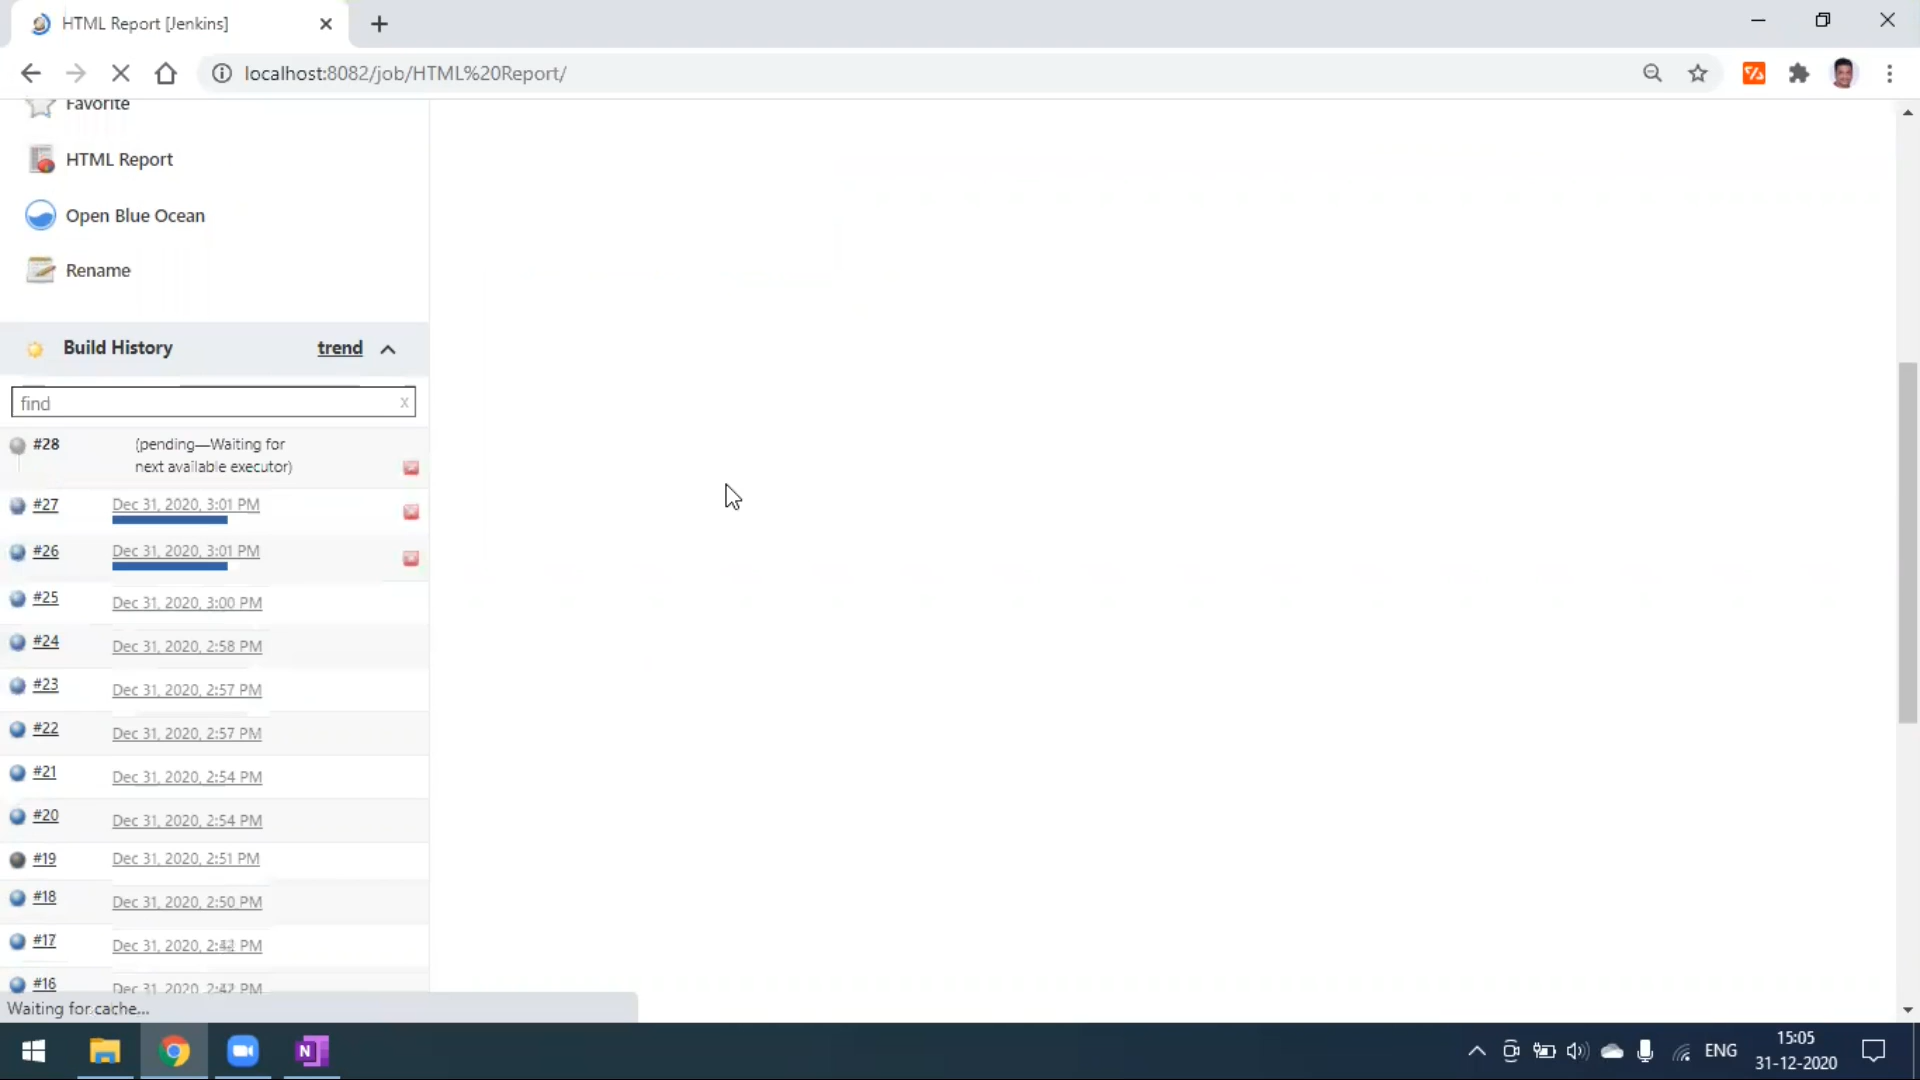 HTML Report [Jenkins]
localhost:8082/job/HTML%20Report/
Favorite
HTML Report
Open Blue Ocean
Rename
Build History trend
find x
#28 (pending—Waiting for
next available executor)
#27 Dec 31, 2020, 3:01 PM
#26 Dec 31, 2020, 3:01 PM
#25 Dec 31, 2020, 3:00 PM
#24 Dec 31, 2020, 2:58 PM
#23 Dec 31, 2020, 2:57 PM
#22 Dec 31, 2020, 2:57 PM
#21 Dec 31, 2020, 2:54 PM
#20 Dec 31, 2020, 2:54 PM
#19 Dec 31, 2020, 2:51 PM
#18 Dec 31, 2020, 2:50 PM
#17 Dec 31, 2020, PM
#16 Dec 31, 2020, 2:42 PM
Waiting for cache...
N
ENG
15:05
31-12-2020